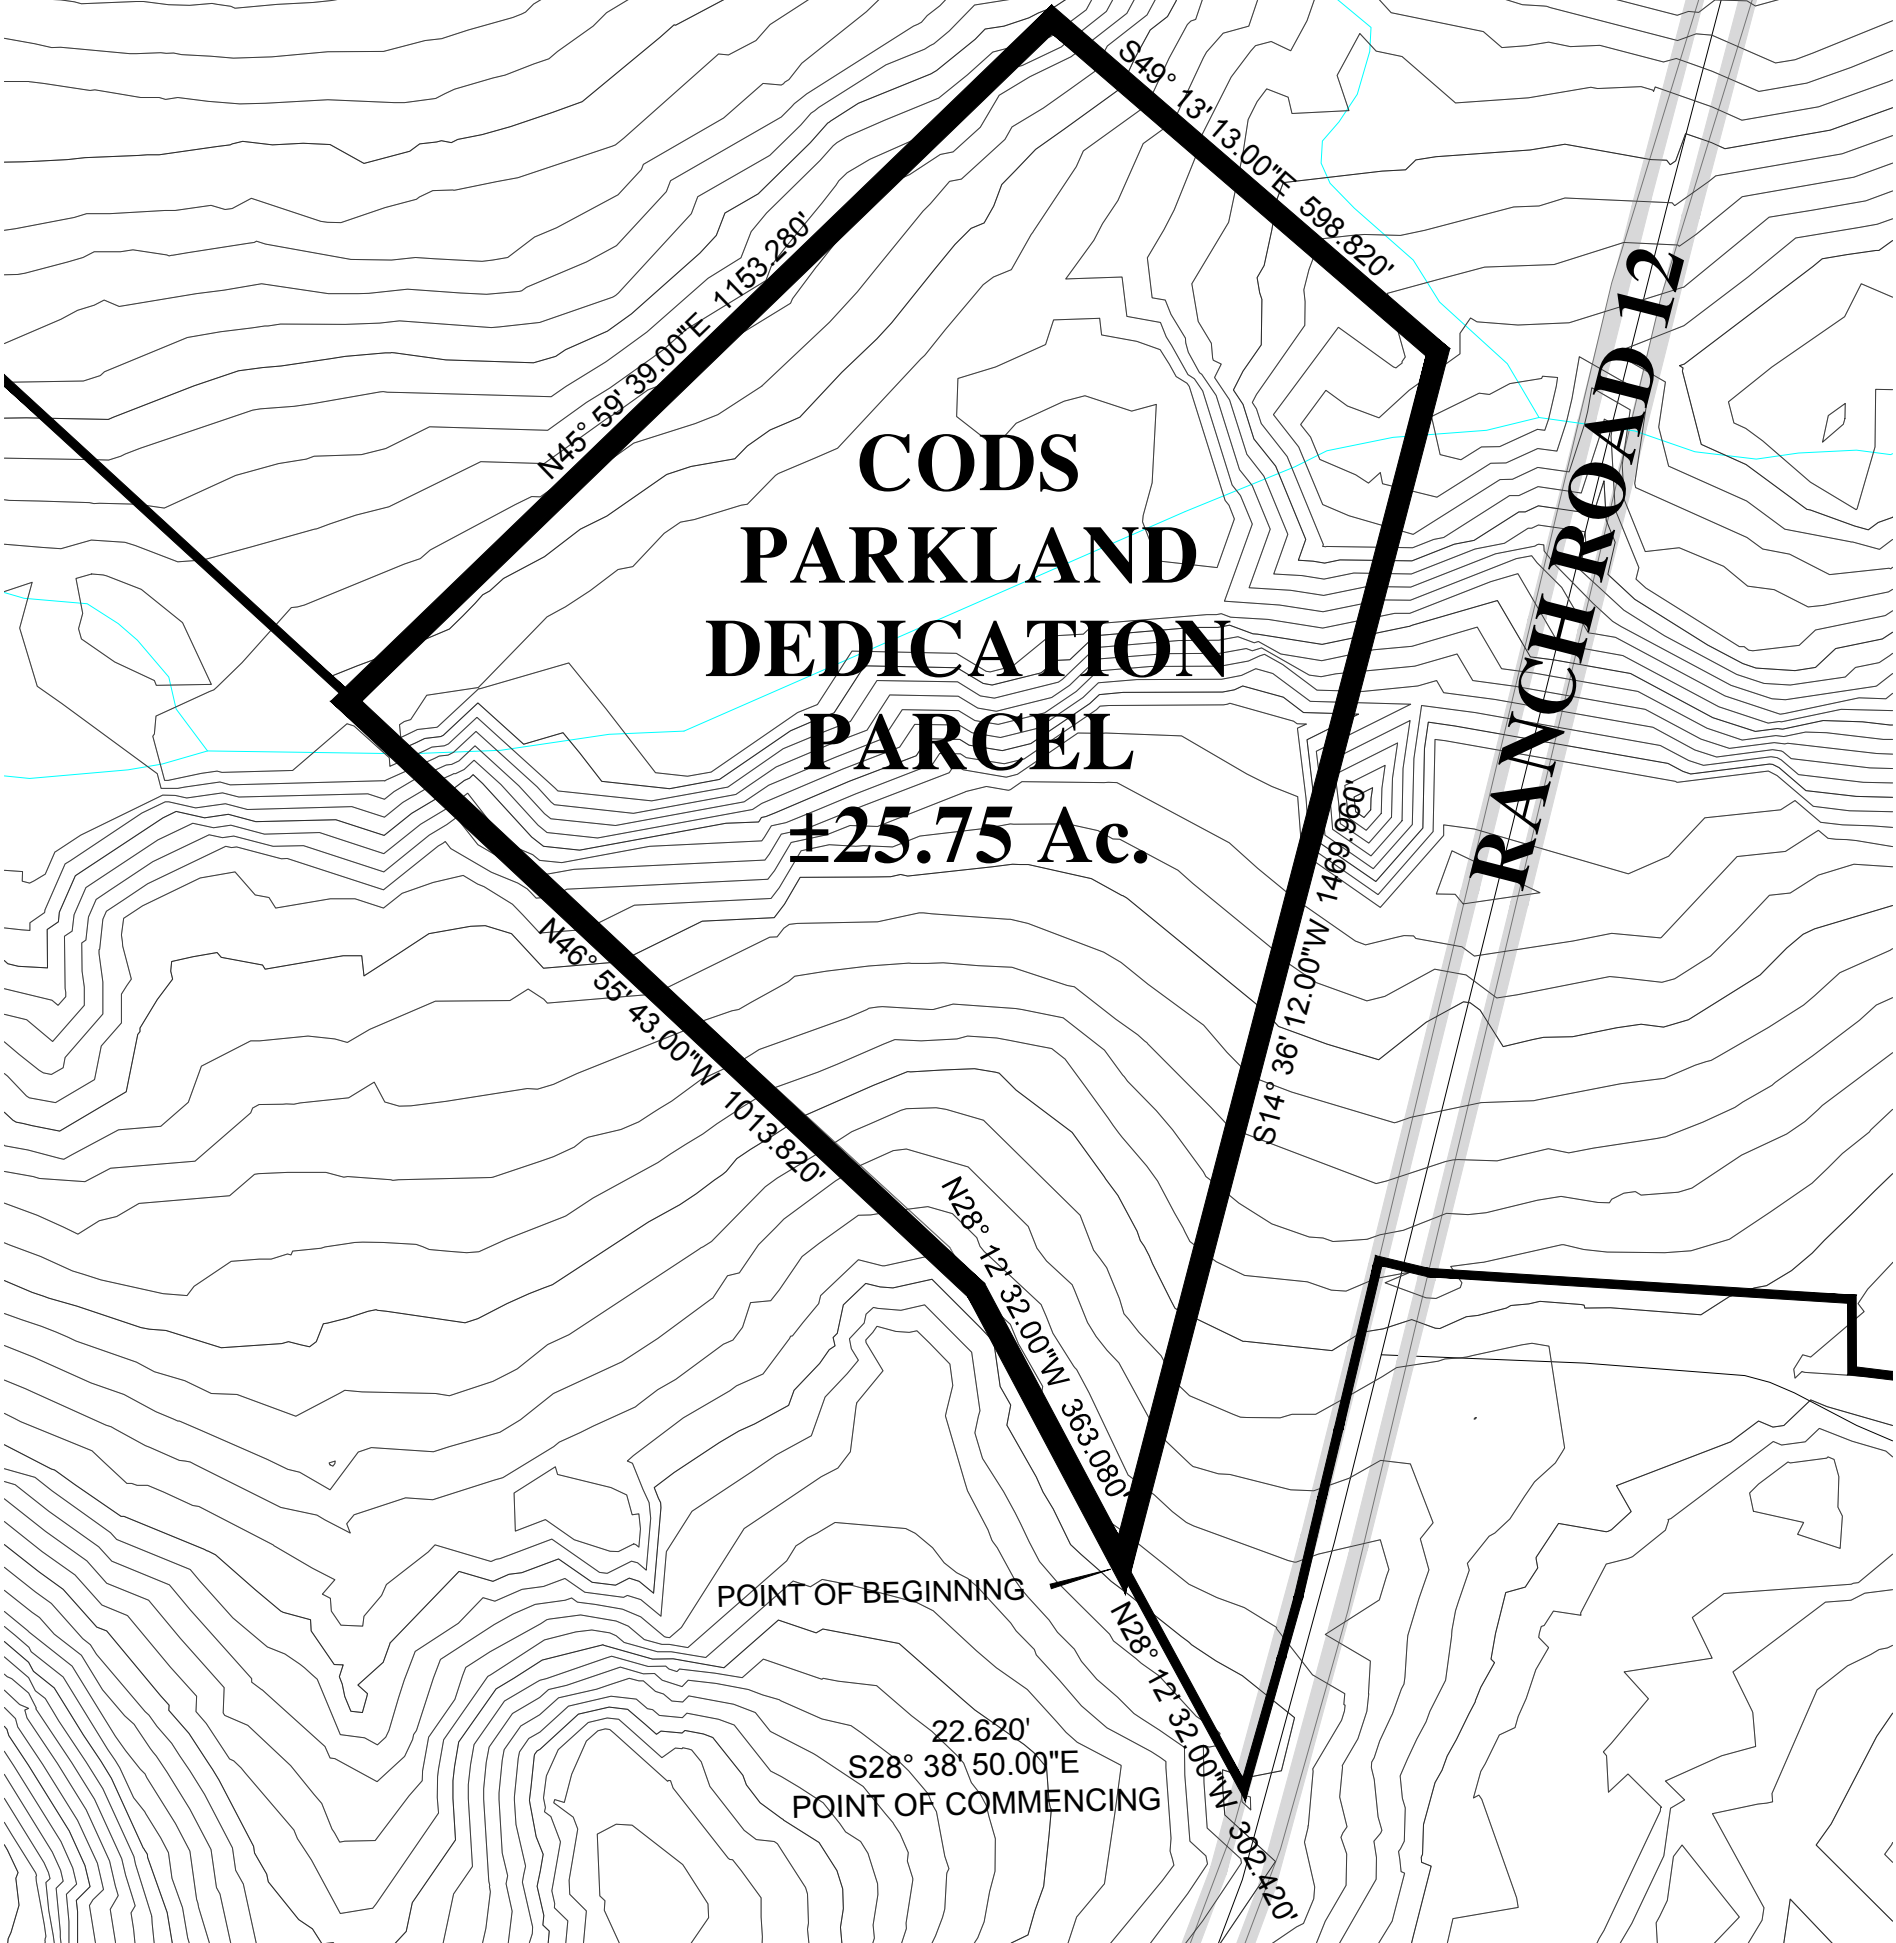 S49° 13' 13.00"E 598.820'
N45° 59' 39.00"E 1153.280'
RANCH ROAD 12
CODS
PARKLAND
DEDICATION
PARCEL
±25.75 Ac.
S14° 36' 12.00"W 1469.960'
N46° 55' 43.00"W 1013.820'
N28° 12' 32.00"W 363.080'
POINT OF BEGINNING
N28° 12' 32.00"W 302.420'
22.620'
S28° 38' 50.00"E
POINT OF COMMENCING